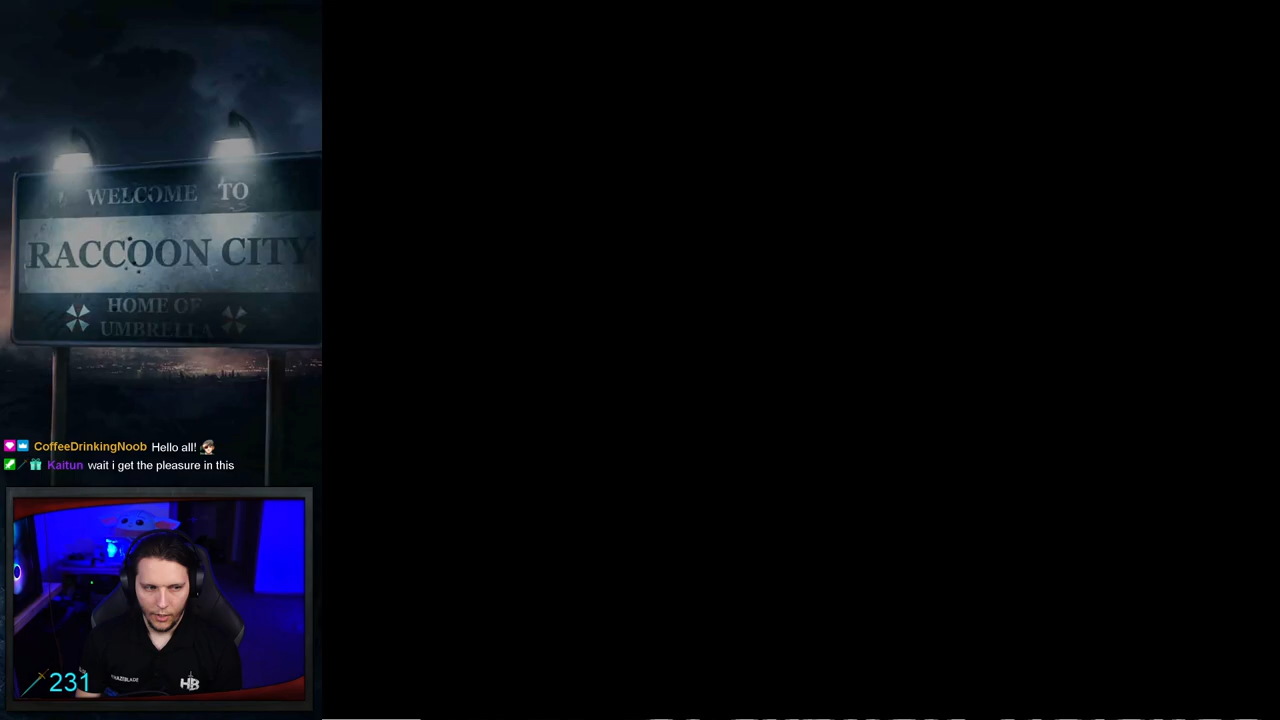 WELCOME TO
RACCOON CITY
HOME OF
UMBRELLA
CoffeeDrinkingNoob Hello all!
Kaitun wait i get the pleasure in this
HB
231